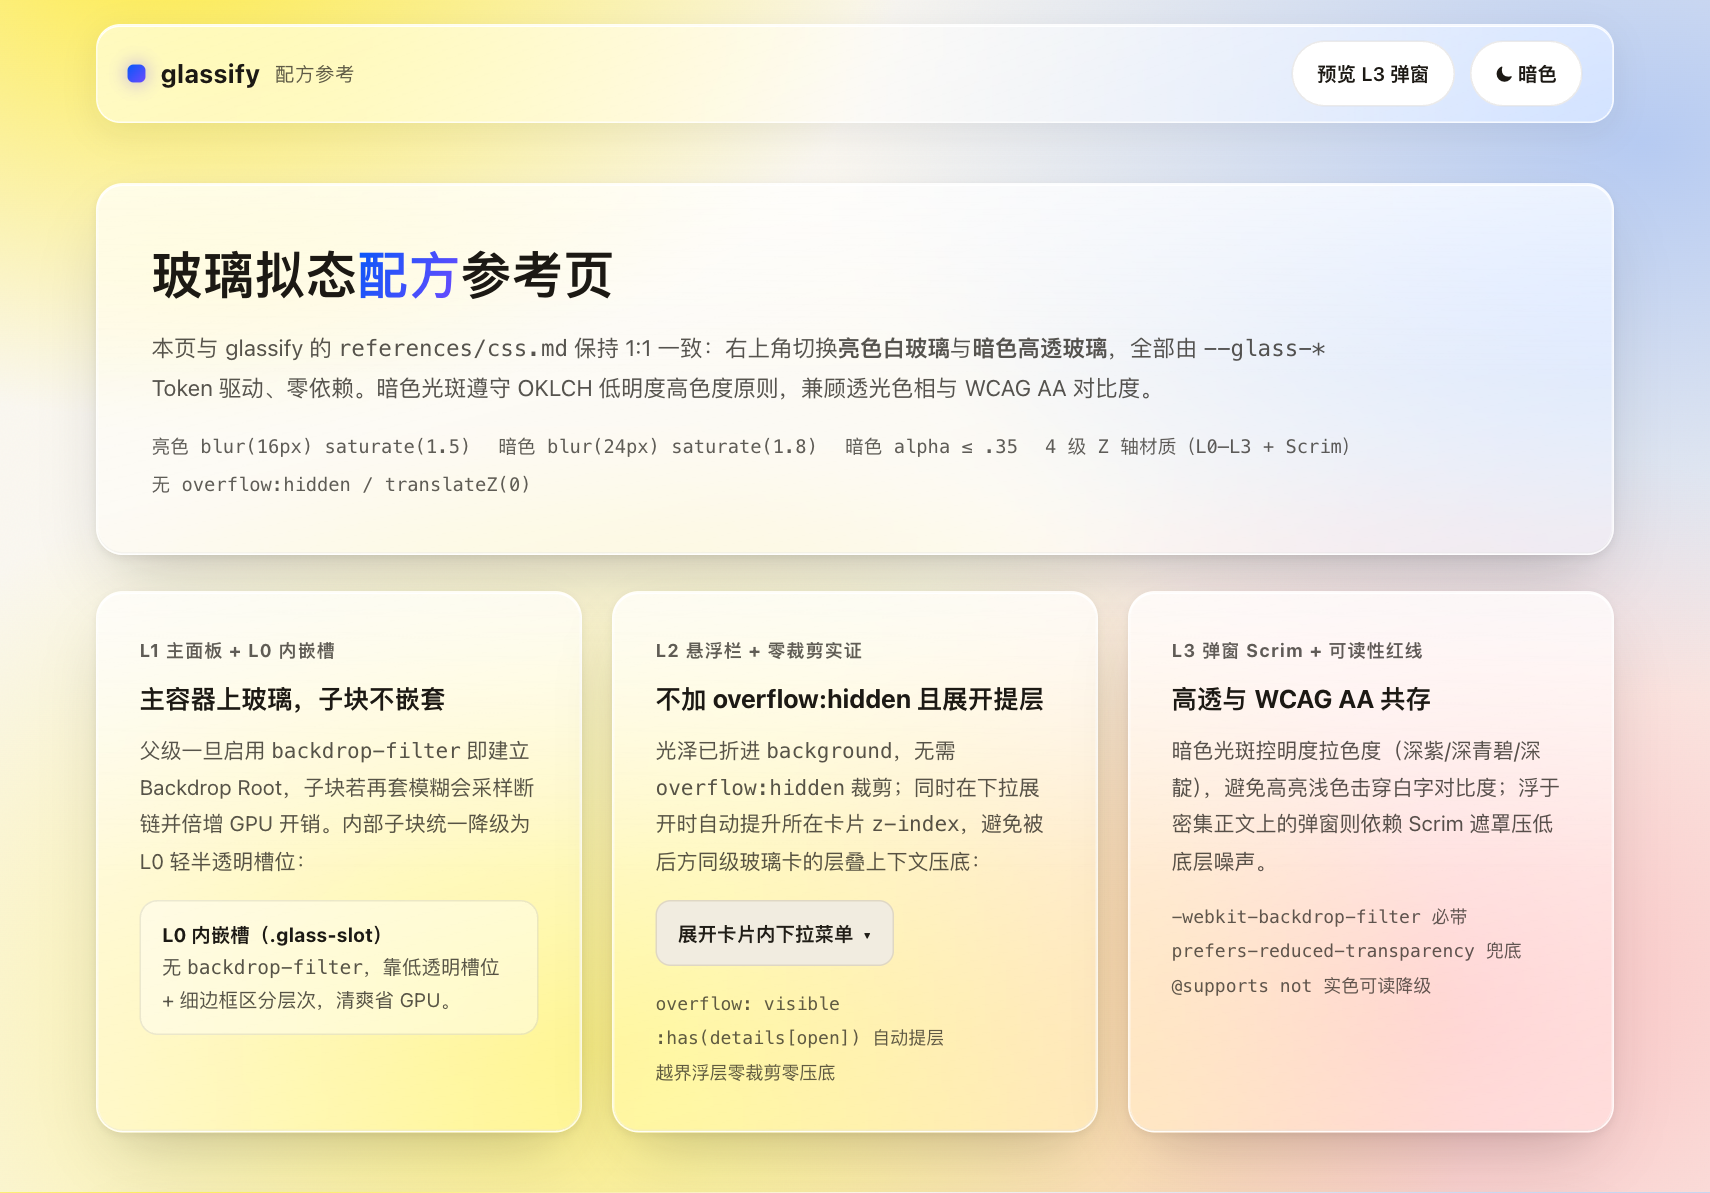 glassify 配方参考
预览 L3 弹窗
暗色
玻璃拟态配方参考页
本页与 glassify 的 references/css.md 保持 1:1 一致：右上角切换亮色白玻璃与暗色高透玻璃，全部由 --glass-*
Token 驱动、零依赖。暗色光斑遵守 OKLCH 低明度高色度原则，兼顾透光色相与 WCAG AA 对比度。
亮色 blur(16px) saturate(1.5) 暗色 blur(24px) saturate(1.8) 暗色 alpha ≤ .35 4 级 Z 轴材质（L0–L3 + Scrim）
无 overflow:hidden / translateZ(0)
L1 主面板 + L0 内嵌槽
主容器上玻璃，子块不嵌套
父级一旦启用 backdrop-filter 即建立
Backdrop Root，子块若再套模糊会采样断
链并倍增 GPU 开销。内部子块统一降级为
L0 轻半透明槽位：
L0 内嵌槽（.glass-slot）
无 backdrop-filter，靠低透明槽位
+ 细边框区分层次，清爽省 GPU。
L2 悬浮栏 + 零裁剪实证
不加 overflow:hidden 且展开提层
光泽已折进 background，无需
overflow:hidden 裁剪；同时在下拉展
开时自动提升所在卡片 z-index，避免被
后方同级玻璃卡的层叠上下文压底：
展开卡片内下拉菜单 ▾
overflow: visible
:has(details[open]) 自动提层
越界浮层零裁剪零压底
L3 弹窗 Scrim + 可读性红线
高透与 WCAG AA 共存
暗色光斑控明度拉色度（深紫/深青碧/深
靛），避免高亮浅色击穿白字对比度；浮于
密集正文上的弹窗则依赖 Scrim 遮罩压低
底层噪声。
-webkit-backdrop-filter 必带
prefers-reduced-transparency 兜底
@supports not 实色可读降级